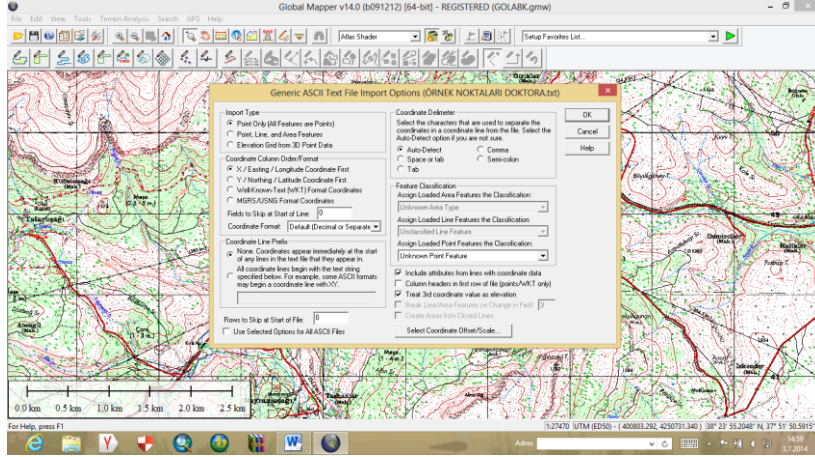 Global Mapper v14.0 (b091212) [64-bit] - REGISTERED (GOLABK.gmw)
File Edit View Tools Terrain Analysis Search GPS Help
Atlas Shader
Setup Favorites List...
Generic ASCII Text File Import Options (ÖRNEK NOKTALARI DOKTORA.txt)
Import Type
Point Only (All Features are Points)
Point, Line, and Area Features
Elevation Grid from 3D Point Data
Coordinate Column Order/Format
X / Easting / Longitude Coordinate First
Y / Northing / Latitude Coordinate First
Well-Known-Text (WKT) Format Coordinates
MGRS/USNG Format Coordinates
Fields to Skip at Start of Line: 0
Coordinate Format: Default (Decimal or Separate
Coordinate Line Prefix
None. Coordinates appear immediately at the start
of any lines in the text file that they appear in.
All coordinate lines begin with the text string
specified below. For example, some ASCII formats
may begin a coordinate line with XY.
Rows to Skip at Start of File: 0
Use Selected Options for All ASCII Files
Coordinate Delimeter
Select the characters that are used to separate the
coordinates in a coordinate line from the file. Select the
Auto-Detect option if you are not sure.
Auto-Detect
Comma
Space or tab
Semi-colon
Tab
Feature Classification
Assign Loaded Area Features the Classification:
Unknown Area Type
Assign Loaded Line Features the Classification:
Unclassified Line Feature
Assign Loaded Point Features the Classification:
Unknown Point Feature
Include attributes from lines with coordinate data
Column headers in first row of file (points/WKT only)
Treat 3rd coordinate value as elevation
Break Line/Area Features on Change in Field 3
Create Areas from Closed Lines
Select Coordinate Offset/Scale...
OK
Cancel
Help
0.0 km 0.5 km 1.0 km 1.5 km 2.0 km 2.5 km
For Help, press F1
1:27470 UTM (ED50) - ( 400803.292, 4250731.340 ) 38° 23' 55.2048" N, 37° 51' 50.5915"
Adres
14:59
3.7.2014